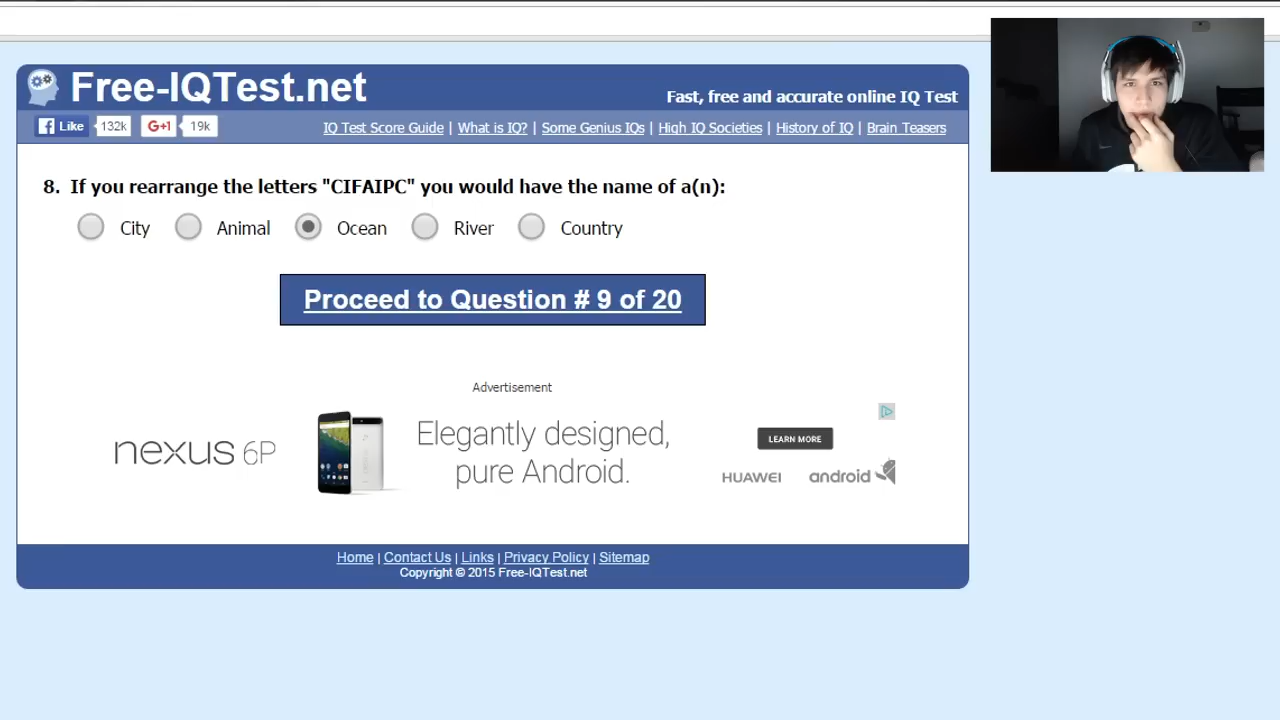 Free-IQTest.net
Fast, free and accurate online IQ Test
Like 132k G+1 19k
IQ Test Score Guide | What is IQ? | Some Genius IQs | High IQ Societies | History of IQ | Brain Teasers
8. If you rearrange the letters "CIFAIPC" you would have the name of a(n):
City Animal Ocean River Country
Proceed to Question # 9 of 20
Advertisement
nexus 6P
Elegantly designed,
pure Android.
LEARN MORE
HUAWEI android
Home | Contact Us | Links | Privacy Policy | Sitemap
Copyright © 2015 Free-IQTest.net